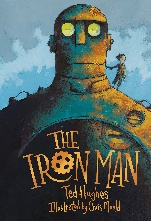 THE
IRON MAN
Ted Hughes
Illustrated by Chris Mould